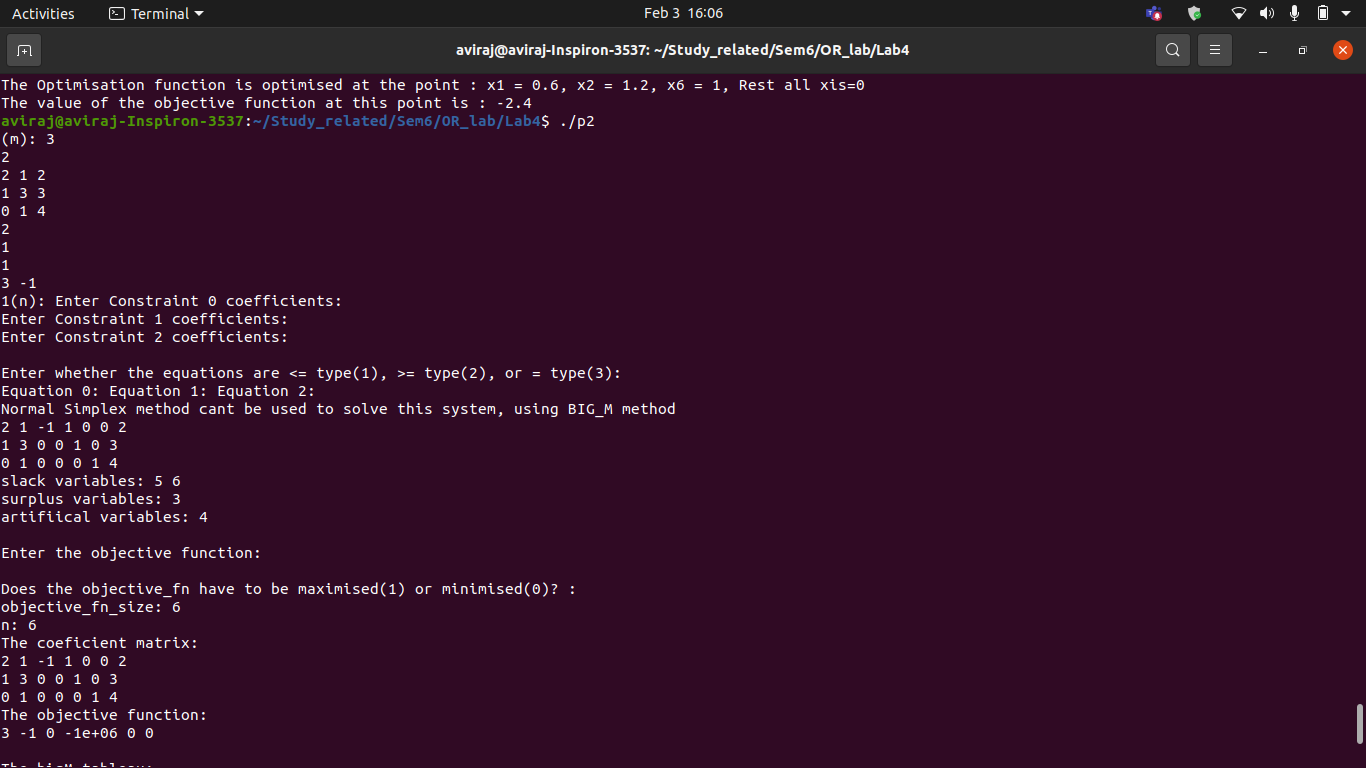 Activities Terminal Feb 3 16:06
aviraj@aviraj-Inspiron-3537: ~/Study_related/Sem6/OR_lab/Lab4
The Optimisation function is optimised at the point : x1 = 0.6, x2 = 1.2, x6 = 1, Rest all xis=0
The value of the objective function at this point is : -2.4
aviraj@aviraj-Inspiron-3537:~/Study_related/Sem6/OR_lab/Lab4$ ./p2
(m): 3
2
2 1 2
1 3 3
0 1 4
2
1
1
3 -1
1(n): Enter Constraint 0 coefficients:
Enter Constraint 1 coefficients:
Enter Constraint 2 coefficients:
Enter whether the equations are <= type(1), >= type(2), or = type(3):
Equation 0: Equation 1: Equation 2:
Normal Simplex method cant be used to solve this system, using BIG_M method
2 1 -1 1 0 0 2
1 3 0 0 1 0 3
0 1 0 0 0 1 4
slack variables: 5 6
surplus variables: 3
artifiical variables: 4
Enter the objective function:
Does the objective_fn have to be maximised(1) or minimised(0)? :
objective_fn_size: 6
n: 6
The coeficient matrix:
2 1 -1 1 0 0 2
1 3 0 0 1 0 3
0 1 0 0 0 1 4
The objective function:
3 -1 0 -1e+06 0 0
The bigM tableau: